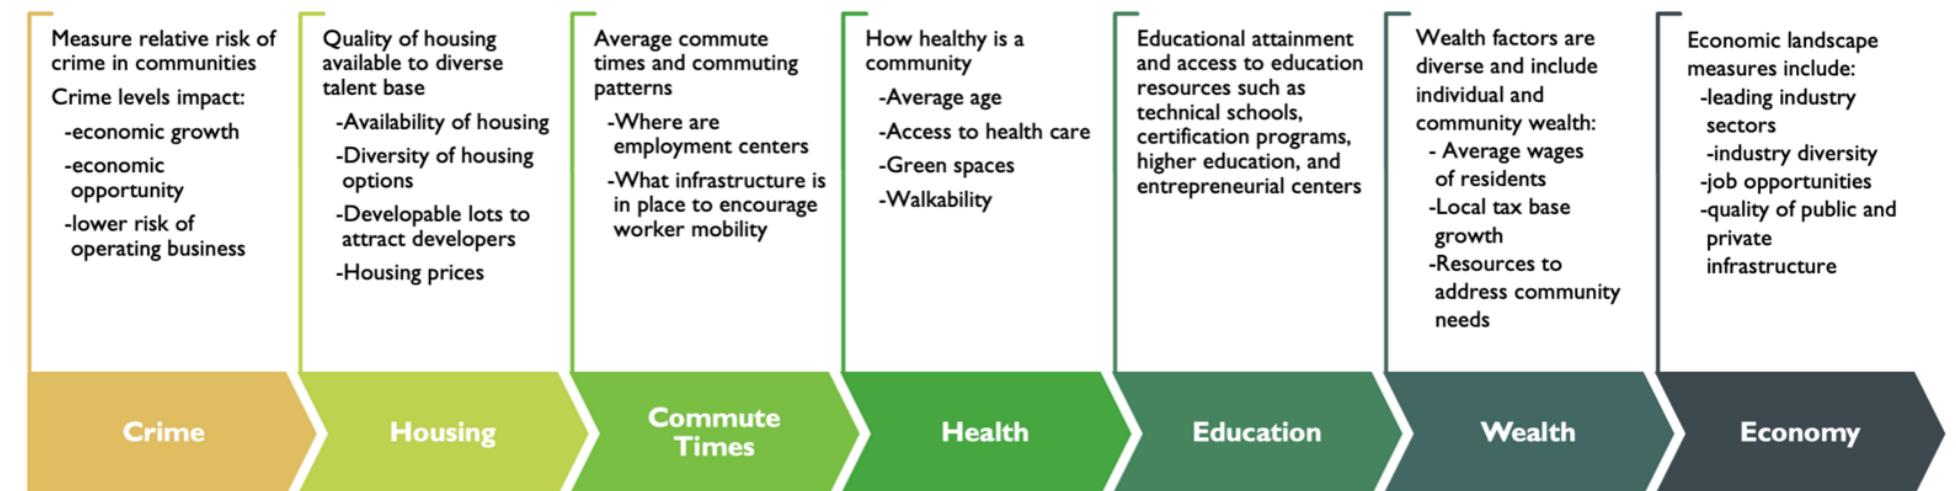 Measure relative risk of
crime in communities
Crime levels impact:
-economic growth
-economic
opportunity
-lower risk of
operating business
Crime
Quality of housing
available to diverse
talent base
-Availability of housing
-Diversity of housing
options
-Developable lots to
attract developers
-Housing prices
Housing
Average commute
times and commuting
patterns
-Where are
employment centers
-What infrastructure is
in place to encourage
worker mobility
Commute
Times
How healthy is a
community
-Average age
-Access to health care
-Green spaces
-Walkability
Health
Educational attainment
and access to education
resources such as
technical schools,
certification programs,
higher education, and
entrepreneurial centers
Education
Wealth factors are
diverse and include
individual and
community wealth:
- Average wages
of residents
-Local tax base
growth
-Resources to
address community
needs
Wealth
Economic landscape
measures include:
-leading industry
sectors
-industry diversity
-job opportunities
-quality of public and
private
infrastructure
Economy